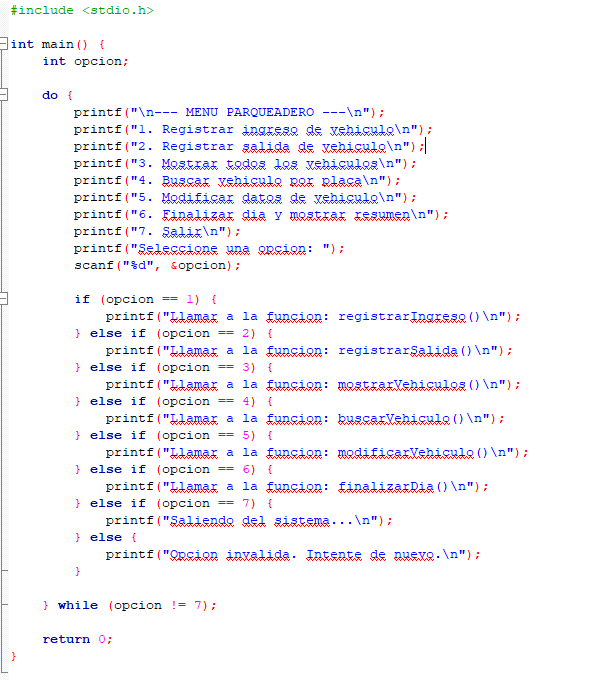 #include <stdio.h>
int main() {
int opcion;
do {
printf("\n--- MENU PARQUEADERO ---\n");
printf("1. Registrar ingreso de vehiculo\n");
printf("2. Registrar salida de vehiculo\n");
printf("3. Mostrar todos los vehiculos\n");
printf("4. Buscar vehiculo por placa\n");
printf("5. Modificar datos de vehiculo\n");
printf("6. Finalizar dia y mostrar resumen\n");
printf("7. Salir\n");
printf("Seleccione una opcion: ");
scanf("%d", &opcion);
if (opcion == 1) {
printf("Llamar a la funcion: registrarIngreso()\n");
} else if (opcion == 2) {
printf("Llamar a la funcion: registrarSalida()\n");
} else if (opcion == 3) {
printf("Llamar a la funcion: mostrarVehiculos()\n");
} else if (opcion == 4) {
printf("Llamar a la funcion: buscarVehiculo()\n");
} else if (opcion == 5) {
printf("Llamar a la funcion: modificarVehiculo()\n");
} else if (opcion == 6) {
printf("Llamar a la funcion: finalizarDia()\n");
} else if (opcion == 7) {
printf("Saliendo del sistema...\n");
} else {
printf("Opcion invalida. Intente de nuevo.\n");
}
} while (opcion != 7);
return 0;
}